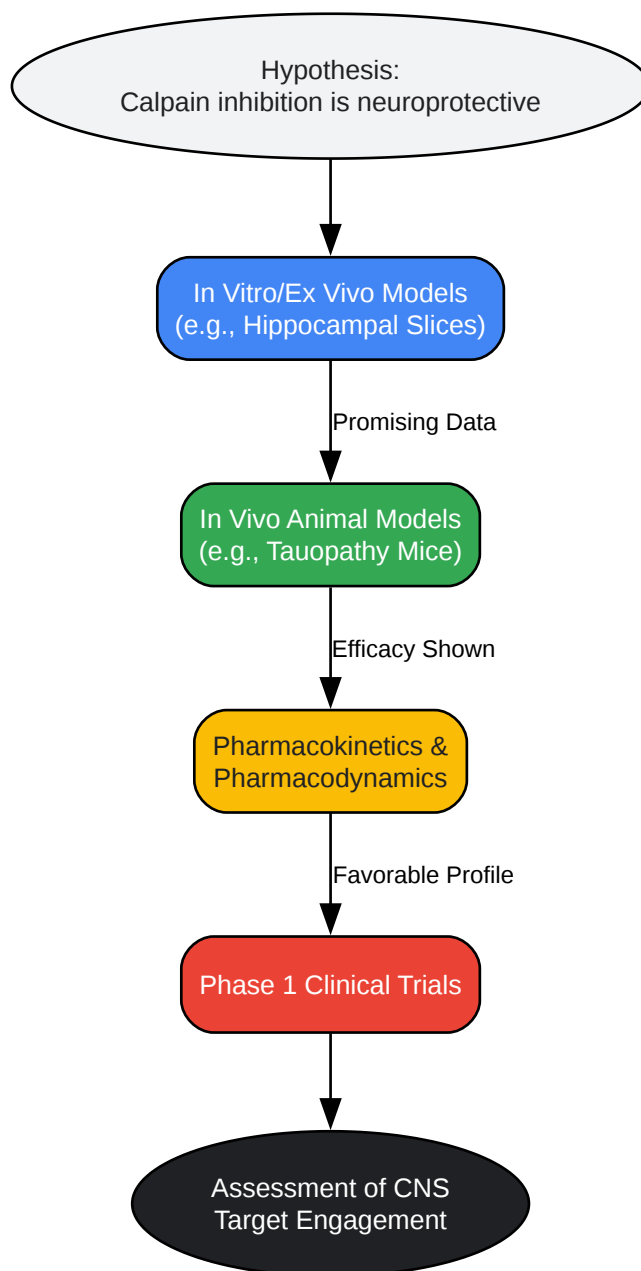 Hypothesis:
Calpain inhibition is neuroprotective
In Vitro/Ex Vivo Models
(e.g., Hippocampal Slices)
Promising Data
In Vivo Animal Models
(e.g., Tauopathy Mice)
Efficacy Shown
Pharmacokinetics &
Pharmacodynamics
Favorable Profile
Phase 1 Clinical Trials
Assessment of CNS
Target Engagement